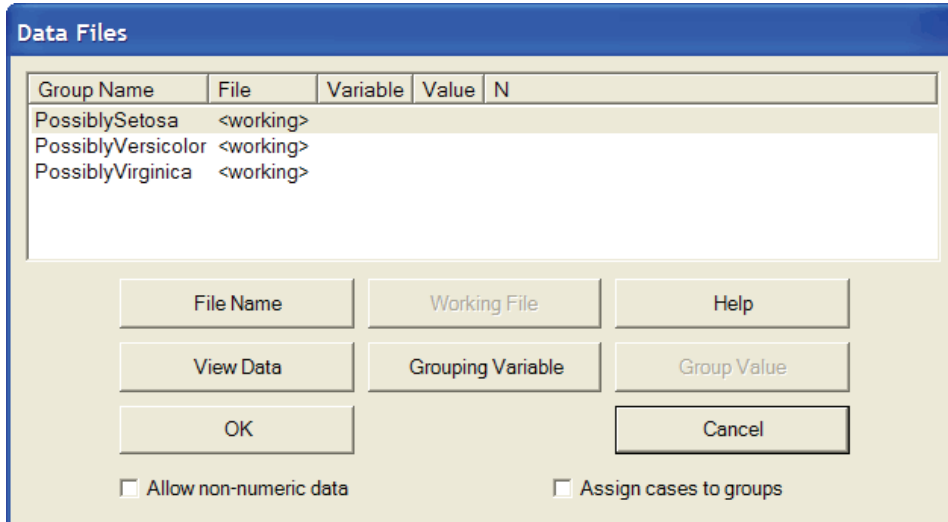 Data Files
Group Name File Variable Value N
PossiblySetosa <working>
PossiblyVersicolor <working>
PossiblyVirginica <working>
File Name Working File Help
View Data Grouping Variable Group Value
OK Cancel
Allow non-numeric data Assign cases to groups